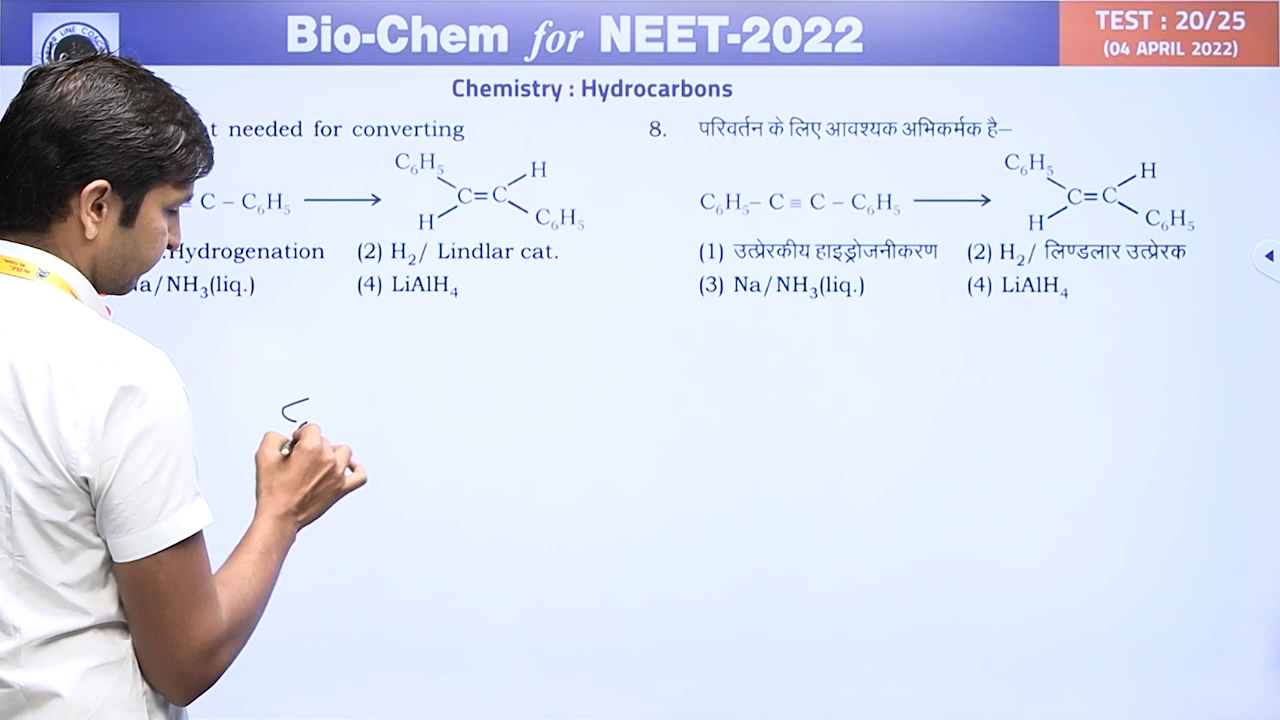 LINE COAC
Bio-Chem for NEET-2022
TEST : 20/25
(04 APRIL 2022)
Chemistry : Hydrocarbons
t needed for converting
C₆H₅ H
≡ C – C₆H₅ ⟶ C=C
H C₆H₅
.Hydrogenation (2) H₂/ Lindlar cat.
Na/NH₃(liq.) (4) LiAlH₄
8. परिवर्तन के लिए आवश्यक अभिकर्मक है–
C₆H₅ H
C₆H₅– C ≡ C – C₆H₅ ⟶ C=C
H C₆H₅
(1) उत्प्रेरकीय हाइड्रोजनीकरण (2) H₂/ लिण्डलार उत्प्रेरक
(3) Na/NH₃(liq.) (4) LiAlH₄